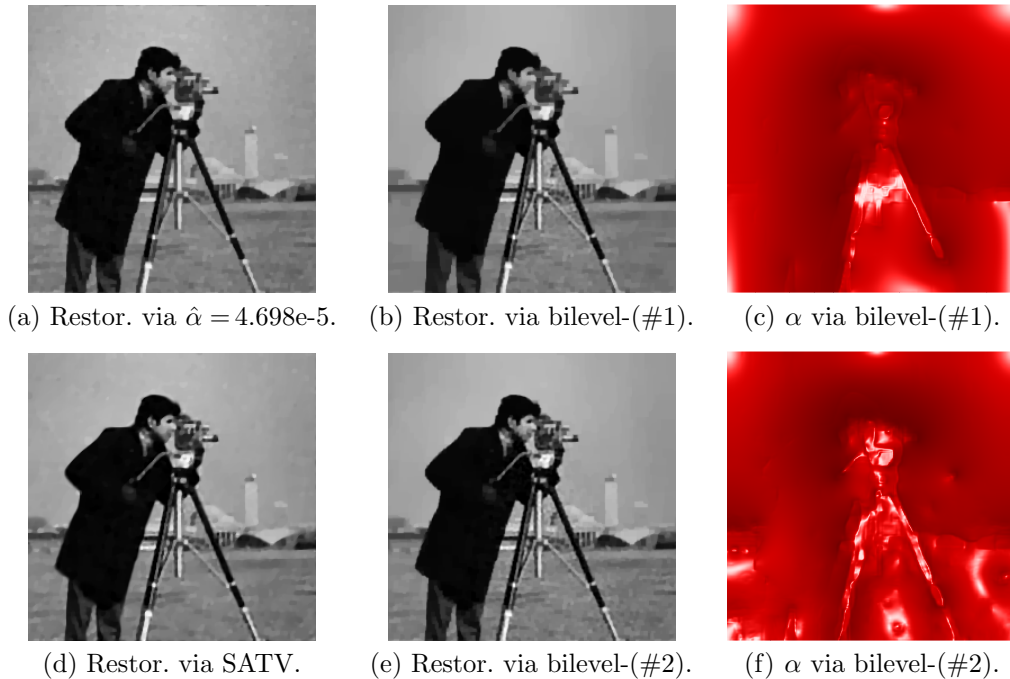 (a) Restor. via α̂ = 4.698e-5.
(b) Restor. via bilevel-(#1).
(c) α via bilevel-(#1).
(d) Restor. via SATV.
(e) Restor. via bilevel-(#2).
(f) α via bilevel-(#2).